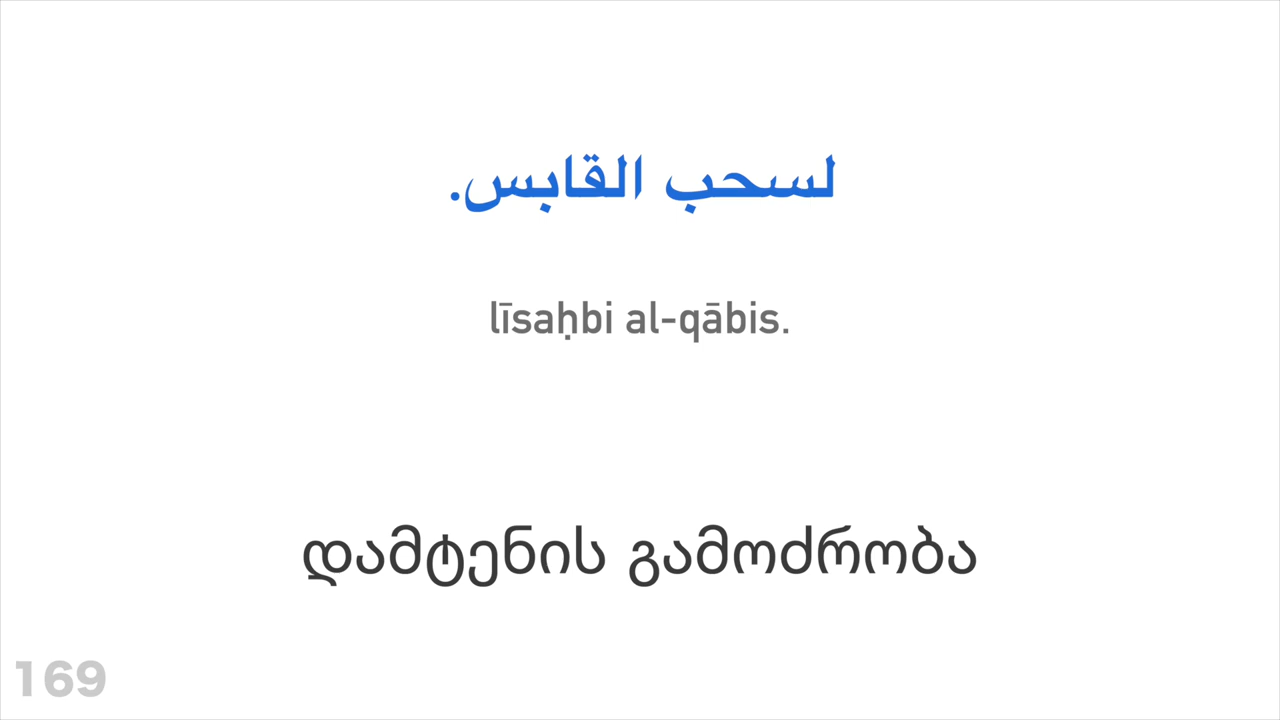 لسحب القابس.
līsaḥbi al-qābis.
დამტენის გამოძრობა
169